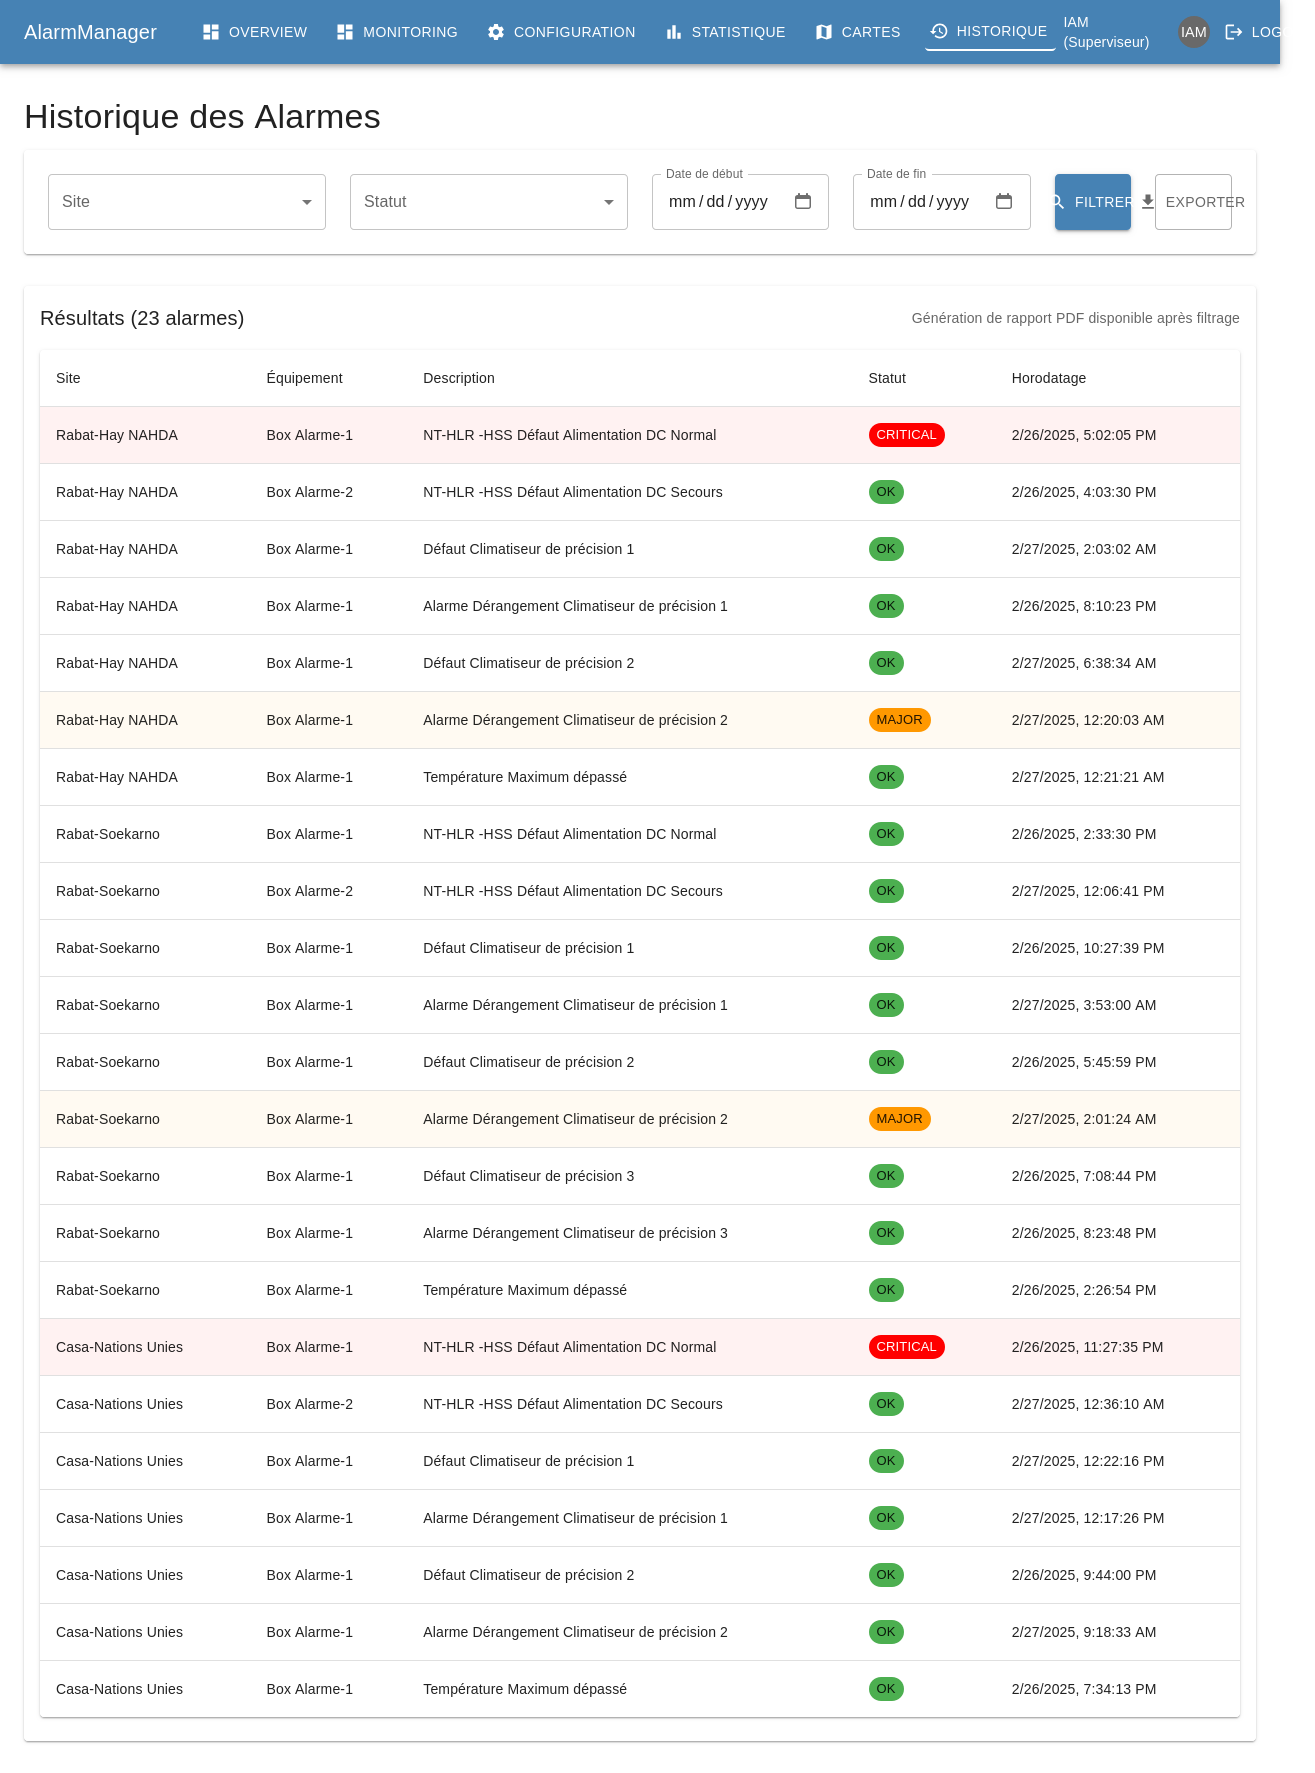 AlarmManager OVERVIEW MONITORING CONFIGURATION STATISTIQUE CARTES HISTORIQUE IAM (Superviseur) IAM
Historique des Alarmes
Site Statut Date de début mm/dd/yyyy Date de fin mm/dd/yyyy FILTRER EXPORTER
Résultats (23 alarmes) Génération de rapport PDF disponible après filtrage
Site Équipement Description Statut Horodatage
Rabat-Hay NAHDA Box Alarme-1 NT-HLR -HSS Défaut Alimentation DC Normal CRITICAL 2/26/2025, 5:02:05 PM
Rabat-Hay NAHDA Box Alarme-2 NT-HLR -HSS Défaut Alimentation DC Secours OK 2/26/2025, 4:03:30 PM
Rabat-Hay NAHDA Box Alarme-1 Défaut Climatiseur de précision 1 OK 2/27/2025, 2:03:02 AM
Rabat-Hay NAHDA Box Alarme-1 Alarme Dérangement Climatiseur de précision 1 OK 2/26/2025, 8:10:23 PM
Rabat-Hay NAHDA Box Alarme-1 Défaut Climatiseur de précision 2 OK 2/27/2025, 6:38:34 AM
Rabat-Hay NAHDA Box Alarme-1 Alarme Dérangement Climatiseur de précision 2 MAJOR 2/27/2025, 12:20:03 AM
Rabat-Hay NAHDA Box Alarme-1 Température Maximum dépassé OK 2/27/2025, 12:21:21 AM
Rabat-Soekarno Box Alarme-1 NT-HLR -HSS Défaut Alimentation DC Normal OK 2/26/2025, 2:33:30 PM
Rabat-Soekarno Box Alarme-2 NT-HLR -HSS Défaut Alimentation DC Secours OK 2/27/2025, 12:06:41 PM
Rabat-Soekarno Box Alarme-1 Défaut Climatiseur de précision 1 OK 2/26/2025, 10:27:39 PM
Rabat-Soekarno Box Alarme-1 Alarme Dérangement Climatiseur de précision 1 OK 2/27/2025, 3:53:00 AM
Rabat-Soekarno Box Alarme-1 Défaut Climatiseur de précision 2 OK 2/26/2025, 5:45:59 PM
Rabat-Soekarno Box Alarme-1 Alarme Dérangement Climatiseur de précision 2 MAJOR 2/27/2025, 2:01:24 AM
Rabat-Soekarno Box Alarme-1 Défaut Climatiseur de précision 3 OK 2/26/2025, 7:08:44 PM
Rabat-Soekarno Box Alarme-1 Alarme Dérangement Climatiseur de précision 3 OK 2/26/2025, 8:23:48 PM
Rabat-Soekarno Box Alarme-1 Température Maximum dépassé OK 2/26/2025, 2:26:54 PM
Casa-Nations Unies Box Alarme-1 NT-HLR -HSS Défaut Alimentation DC Normal CRITICAL 2/26/2025, 11:27:35 PM
Casa-Nations Unies Box Alarme-2 NT-HLR -HSS Défaut Alimentation DC Secours OK 2/27/2025, 12:36:10 AM
Casa-Nations Unies Box Alarme-1 Défaut Climatiseur de précision 1 OK 2/27/2025, 12:22:16 PM
Casa-Nations Unies Box Alarme-1 Alarme Dérangement Climatiseur de précision 1 OK 2/27/2025, 12:17:26 PM
Casa-Nations Unies Box Alarme-1 Défaut Climatiseur de précision 2 OK 2/26/2025, 9:44:00 PM
Casa-Nations Unies Box Alarme-1 Alarme Dérangement Climatiseur de précision 2 OK 2/27/2025, 9:18:33 AM
Casa-Nations Unies Box Alarme-1 Température Maximum dépassé OK 2/26/2025, 7:34:13 PM